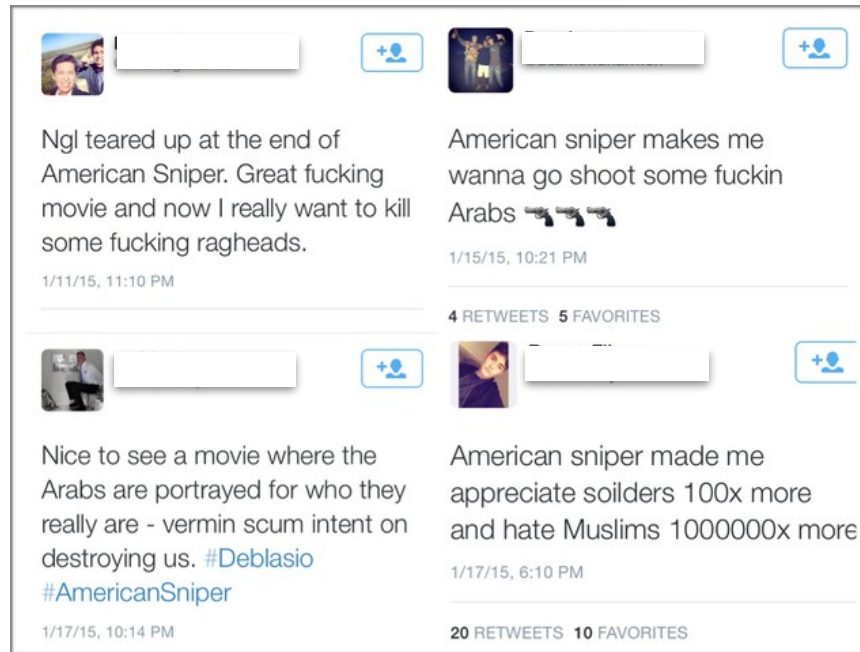 Ngl teared up at the end of
American Sniper. Great fucking
movie and now I really want to kill
some fucking ragheads.
1/11/15, 11:10 PM
American sniper makes me
wanna go shoot some fuckin
Arabs 🔫🔫🔫
1/15/15, 10:21 PM
4 RETWEETS 5 FAVORITES
Nice to see a movie where the
Arabs are portrayed for who they
really are - vermin scum intent on
destroying us. #Deblasio
#AmericanSniper
1/17/15, 10:14 PM
American sniper made me
appreciate soilders 100x more
and hate Muslims 1000000x more
1/17/15, 6:10 PM
20 RETWEETS 10 FAVORITES